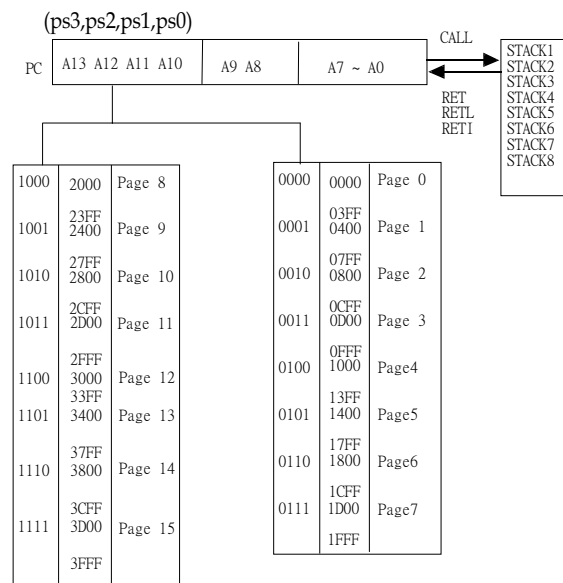 (ps3,ps2,ps1,ps0)
PC A13 A12 A11 A10 A9 A8 A7 ~ A0
CALL
RET
RETL
RETI
STACK1
STACK2
STACK3
STACK4
STACK5
STACK6
STACK7
STACK8
1000 2000 Page 8
23FF
1001 2400 Page 9
27FF
1010 2800 Page 10
2CFF
1011 2D00 Page 11
2FFF
1100 3000 Page 12
33FF
1101 3400 Page 13
37FF
1110 3800 Page 14
3CFF
1111 3D00 Page 15
3FFF
0000 0000 Page 0
03FF
0001 0400 Page 1
07FF
0010 0800 Page 2
0CFF
0011 0D00 Page 3
0FFF
0100 1000 Page4
13FF
0101 1400 Page5
17FF
0110 1800 Page6
1CFF
0111 1D00 Page7
1FFF